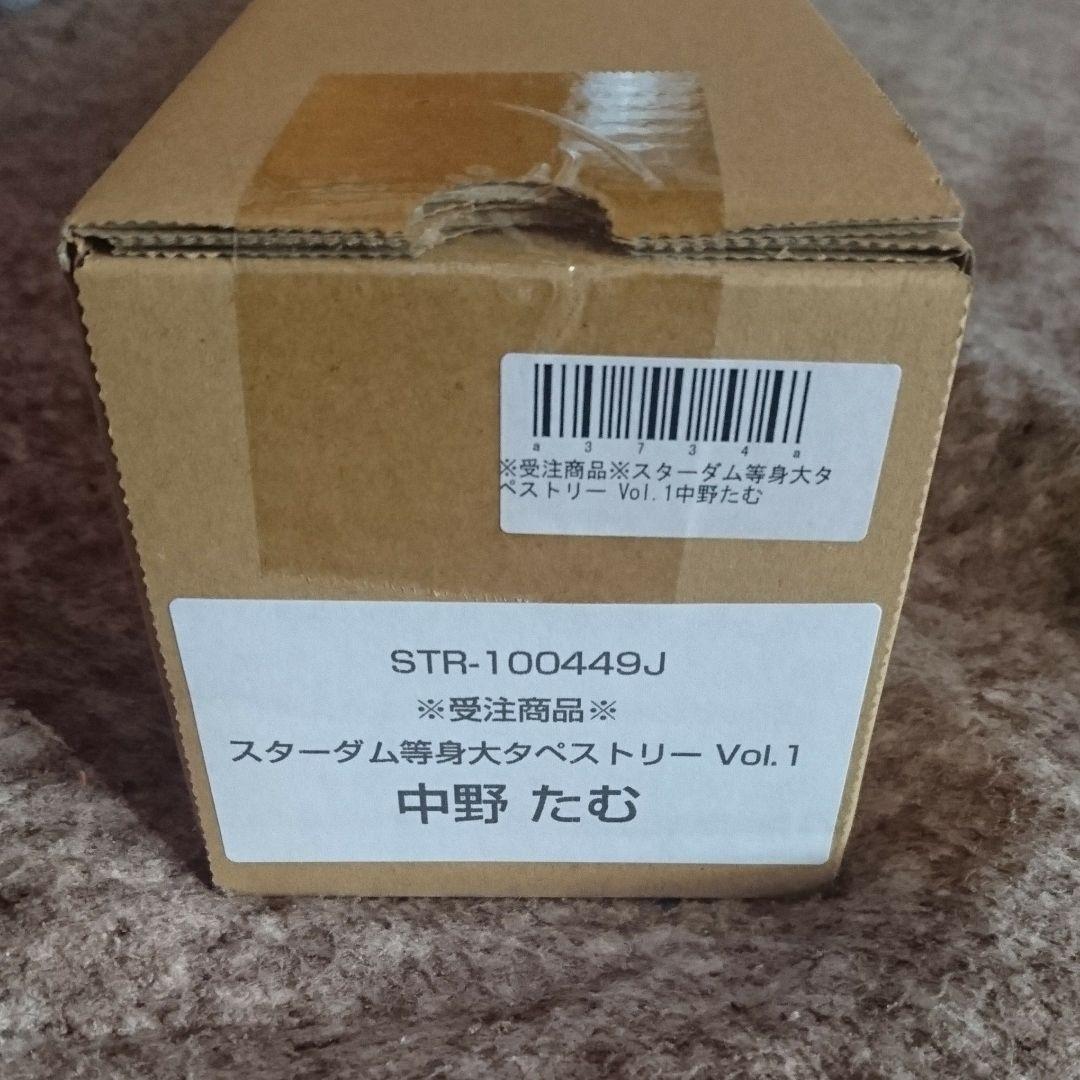 a 3 7 3 4 a
※受注商品※スターダム等身大タ
ペストリー Vol.1中野たむ
STR-100449J
※受注商品※
スターダム等身大タペストリー Vol.1
中野 たむ